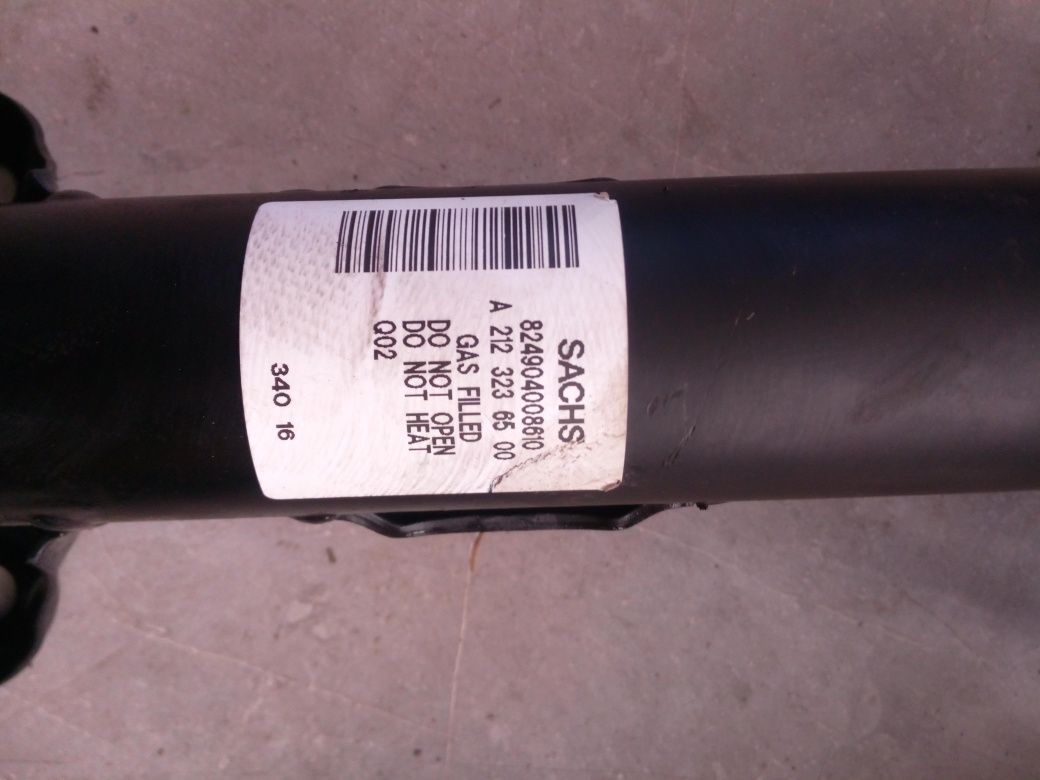 SACHS
824904008610
A 212 323 65 00
GAS FILLED
DO NOT OPEN
DO NOT HEAT
Q02
340 16